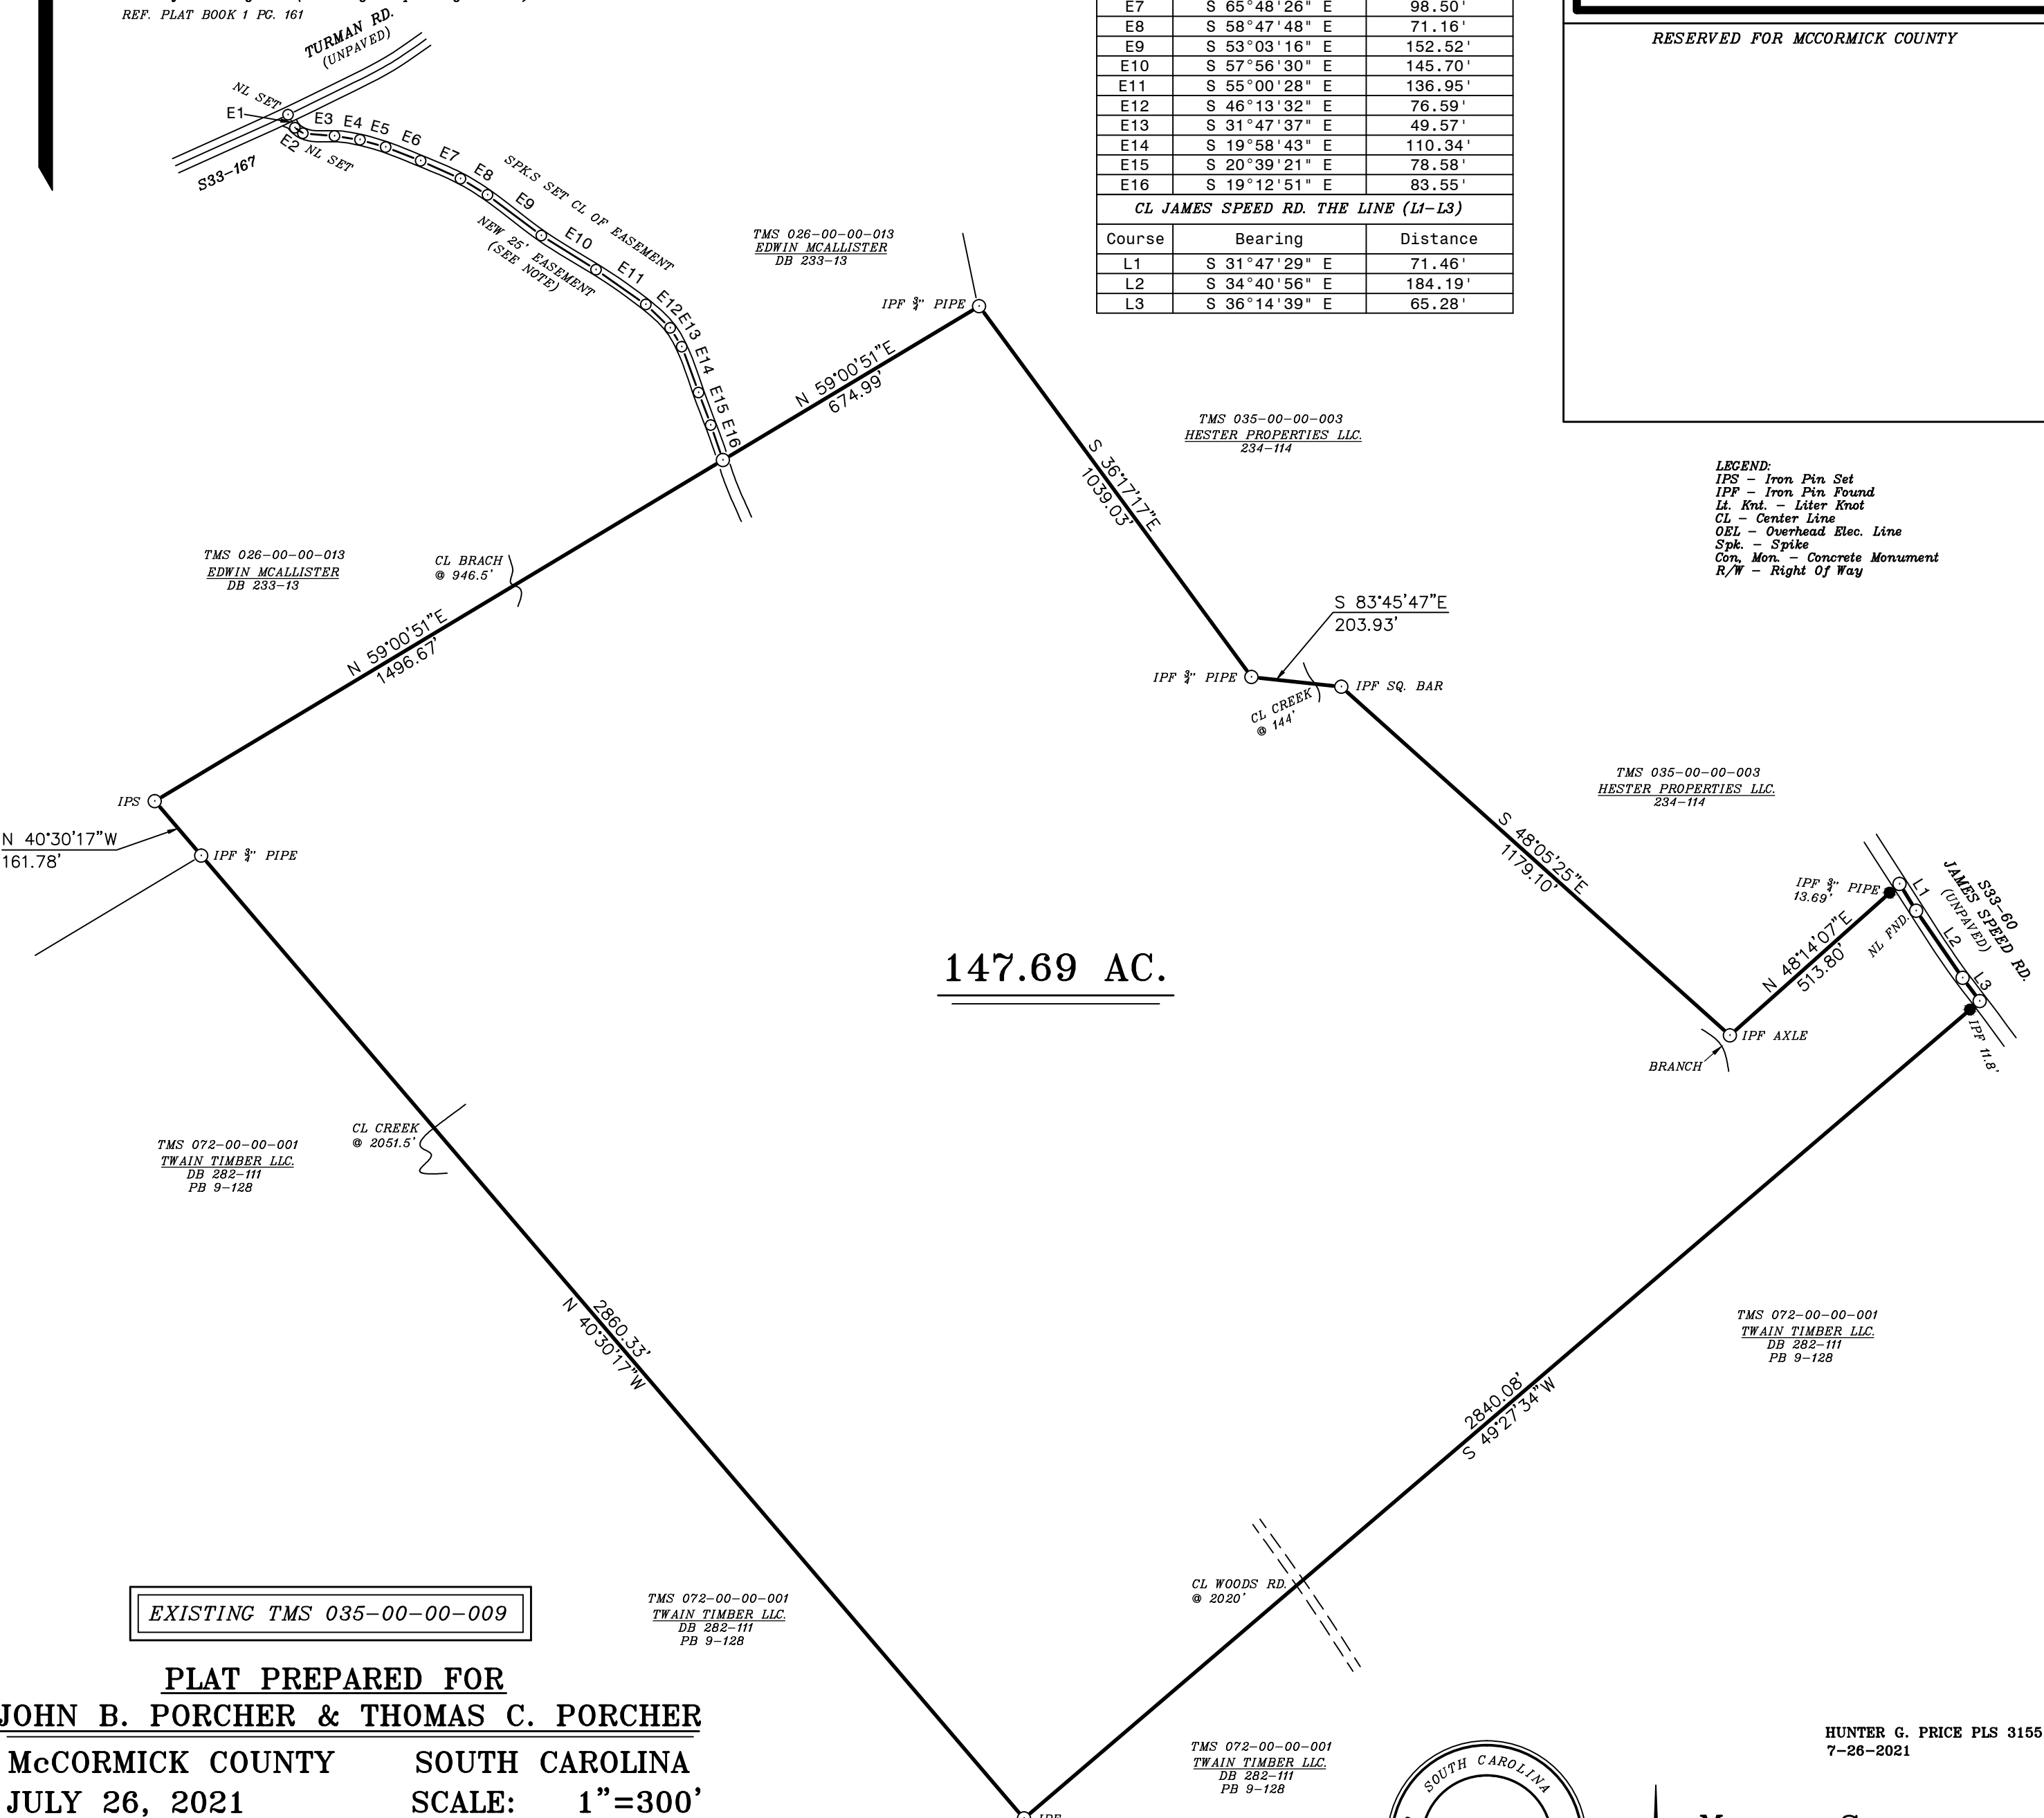 REF. PLAT BOOK 1 PG. 161
TURMAN RD.
(UNPAVED)
NL SET
E1
E2
NL SET
S33-167
E3
E4
E5
E6
E7
E8
E9
E10
E11
E12
E13
E14
E15
E16
SPKS SET CL OF EASEMENT
NEW 25' EASEMENT
(SEE NOTE)
E7 S 65°48'26" E 98.50'
E8 S 58°47'48" E 71.16'
E9 S 53°03'16" E 152.52'
E10 S 57°56'30" E 145.70'
E11 S 55°00'28" E 136.95'
E12 S 46°13'32" E 76.59'
E13 S 31°47'37" E 49.57'
E14 S 19°58'43" E 110.34'
E15 S 20°39'21" E 78.58'
E16 S 19°12'51" E 83.55'
CL JAMES SPEED RD. THE LINE (L1-L3)
Course Bearing Distance
L1 S 31°47'29" E 71.46'
L2 S 34°40'56" E 184.19'
L3 S 36°14'39" E 65.28'
RESERVED FOR MCCORMICK COUNTY
TMS 026-00-00-013
EDWIN MCALLISTER
DB 233-13
IPF 3/4" PIPE
N 59°00'51"E
674.99'
S 36°17'17"E
1039.03'
TMS 035-00-00-003
HESTER PROPERTIES LLC.
234-114
LEGEND:
IPS - Iron Pin Set
IPF - Iron Pin Found
Lt. Knt. - Liter Knot
CL - Center Line
OEL - Overhead Elec. Line
Spk. - Spike
Con, Mon. - Concrete Monument
R/W - Right Of Way
TMS 026-00-00-013
EDWIN MCALLISTER
DB 233-13
CL BRACH
@ 946.5'
N 59°00'51"E
1496.67'
S 83°45'47"E
203.93'
IPF 3/4" PIPE
IPF SQ. BAR
CL CREEK
@ 144'
IPS
N 40°30'17"W
161.78'
IPF 3/4" PIPE
TMS 035-00-00-003
HESTER PROPERTIES LLC.
234-114
S 48°05'25"E
1179.10'
IPF 3/4" PIPE
13.69'
L1
L2
L3
S33-60
JAMES SPEED RD.
(UNPAVED)
NL FND.
N 48°14'07"E
513.80'
IPF AXLE
IPF 11.8'
BRANCH
147.69 AC.
CL CREEK
@ 2051.5'
TMS 072-00-00-001
TWAIN TIMBER LLC.
DB 282-111
PB 9-128
2860.33'
N 40°30'17"W
TMS 072-00-00-001
TWAIN TIMBER LLC.
DB 282-111
PB 9-128
2840.08'
S 49°27'34"W
CL WOODS RD.
@ 2020'
EXISTING TMS 035-00-00-009
TMS 072-00-00-001
TWAIN TIMBER LLC.
DB 282-111
PB 9-128
PLAT PREPARED FOR
JOHN B. PORCHER & THOMAS C. PORCHER
McCORMICK COUNTY SOUTH CAROLINA
JULY 26, 2021 SCALE: 1"=300'
TMS 072-00-00-001
TWAIN TIMBER LLC.
DB 282-111
PB 9-128
SOUTH CAROLINA
HUNTER G. PRICE PLS 3155
7-26-2021
IPF